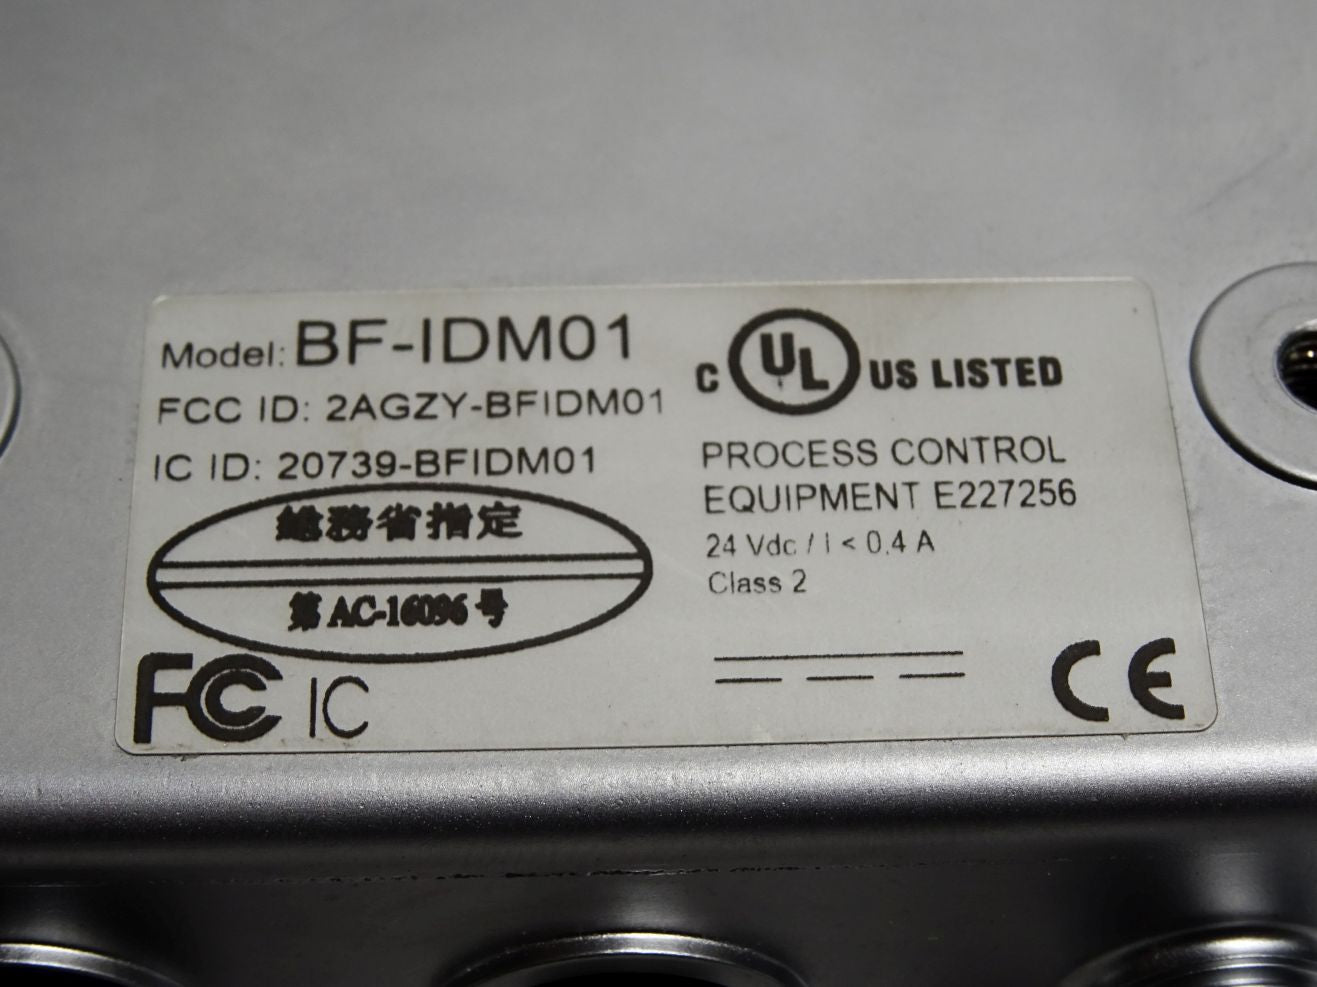 Model: BF-IDM01
FCC ID: 2AGZY-BFIDM01
IC ID: 20739-BFIDM01
総務省指定
第 AC-16096 号
FC IC
C UL US LISTED
PROCESS CONTROL
EQUIPMENT E227256
24 Vdc / I < 0.4 A
Class 2
CE